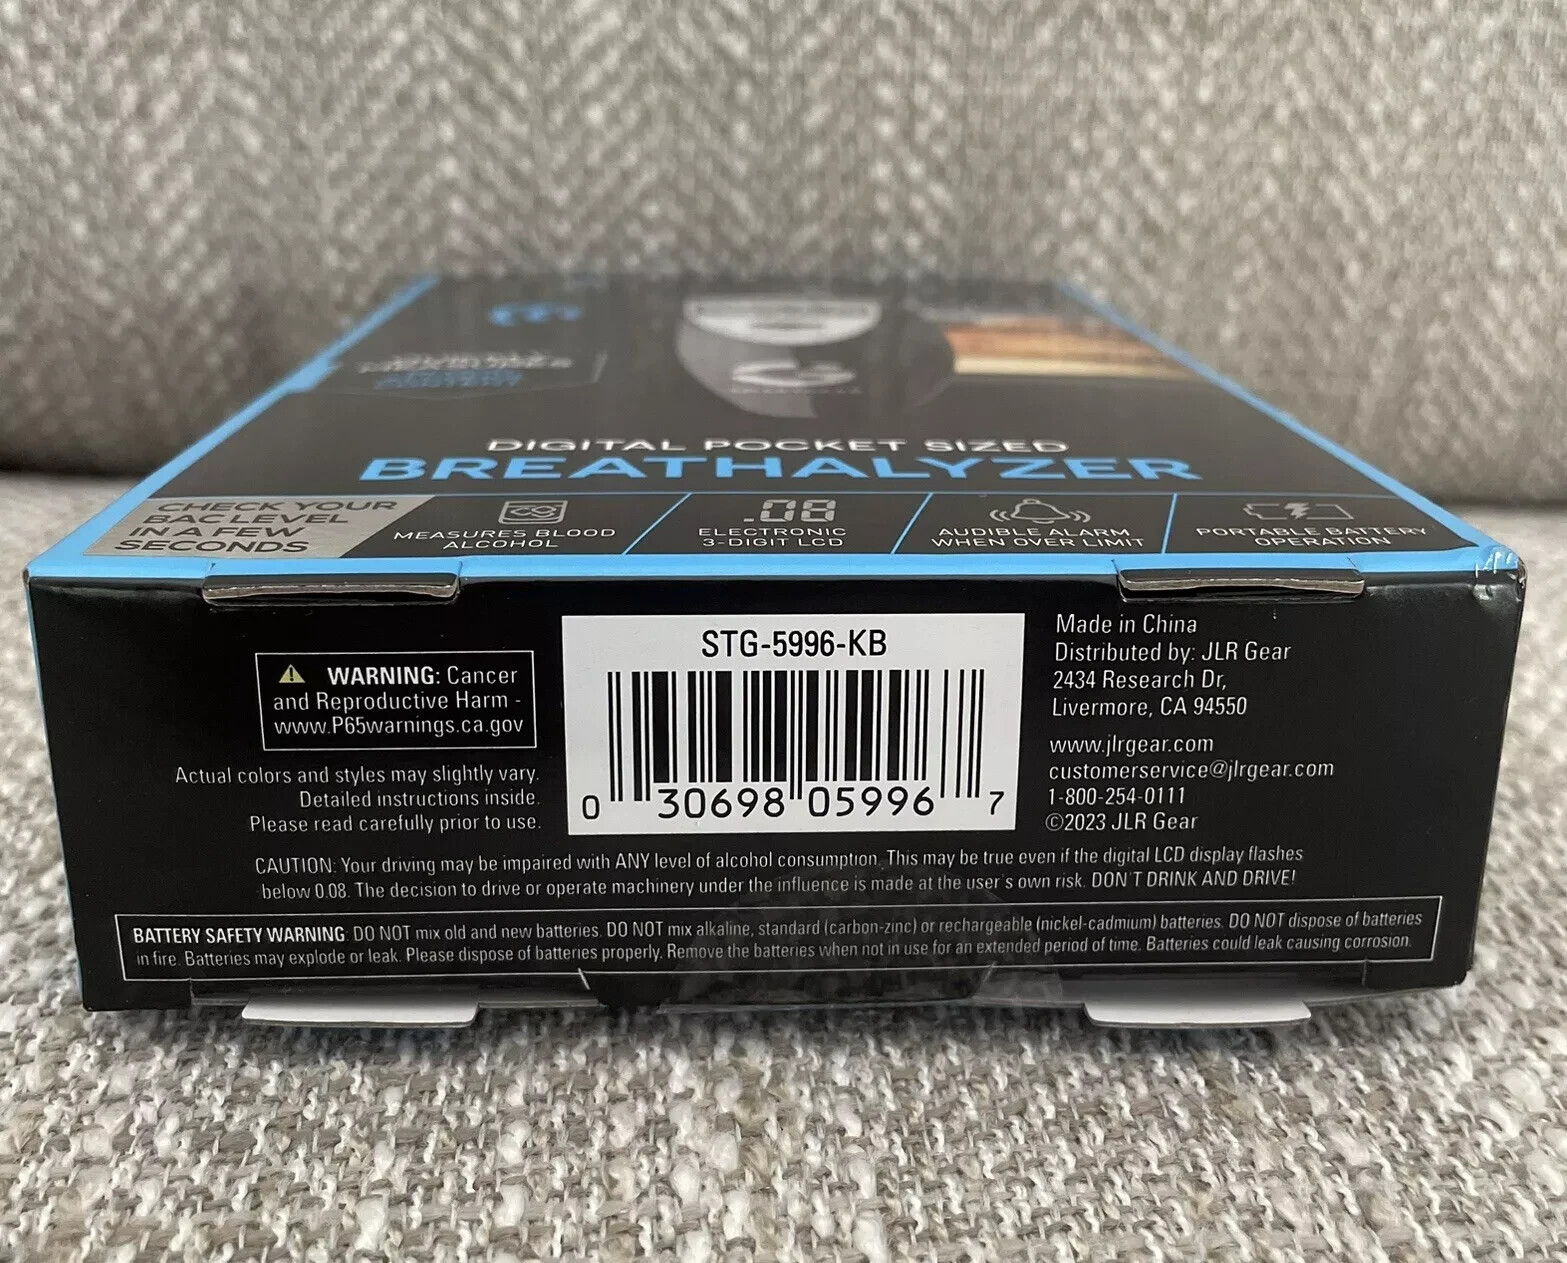 DIGITAL POCKET SIZED
BREATHALYZER
CHECK YOUR
BAC LEVEL
IN A FEW
SECONDS
MEASURES BLOOD
ALCOHOL
.08
ELECTRONIC
3-DIGIT LCD
AUDIBLE ALARM
WHEN OVER LIMIT
PORTABLE BATTERY
OPERATION
WARNING: Cancer
and Reproductive Harm -
www.P65warnings.ca.gov
Actual colors and styles may slightly vary.
Detailed instructions inside.
Please read carefully prior to use.
STG-5996-KB
0 30698 05996 7
Made in China
Distributed by: JLR Gear
2434 Research Dr,
Livermore, CA 94550
www.jlrgear.com
customerservice@jlrgear.com
1-800-254-0111
©2023 JLR Gear
CAUTION: Your driving may be impaired with ANY level of alcohol consumption. This may be true even if the digital LCD display flashes
below 0.08. The decision to drive or operate machinery under the influence is made at the user's own risk. DON'T DRINK AND DRIVE!
BATTERY SAFETY WARNING: DO NOT mix old and new batteries. DO NOT mix alkaline, standard (carbon-zinc) or rechargeable (nickel-cadmium) batteries. DO NOT dispose of batteries
in fire. Batteries may explode or leak. Please dispose of batteries properly. Remove the batteries when not in use for an extended period of time. Batteries could leak causing corrosion.